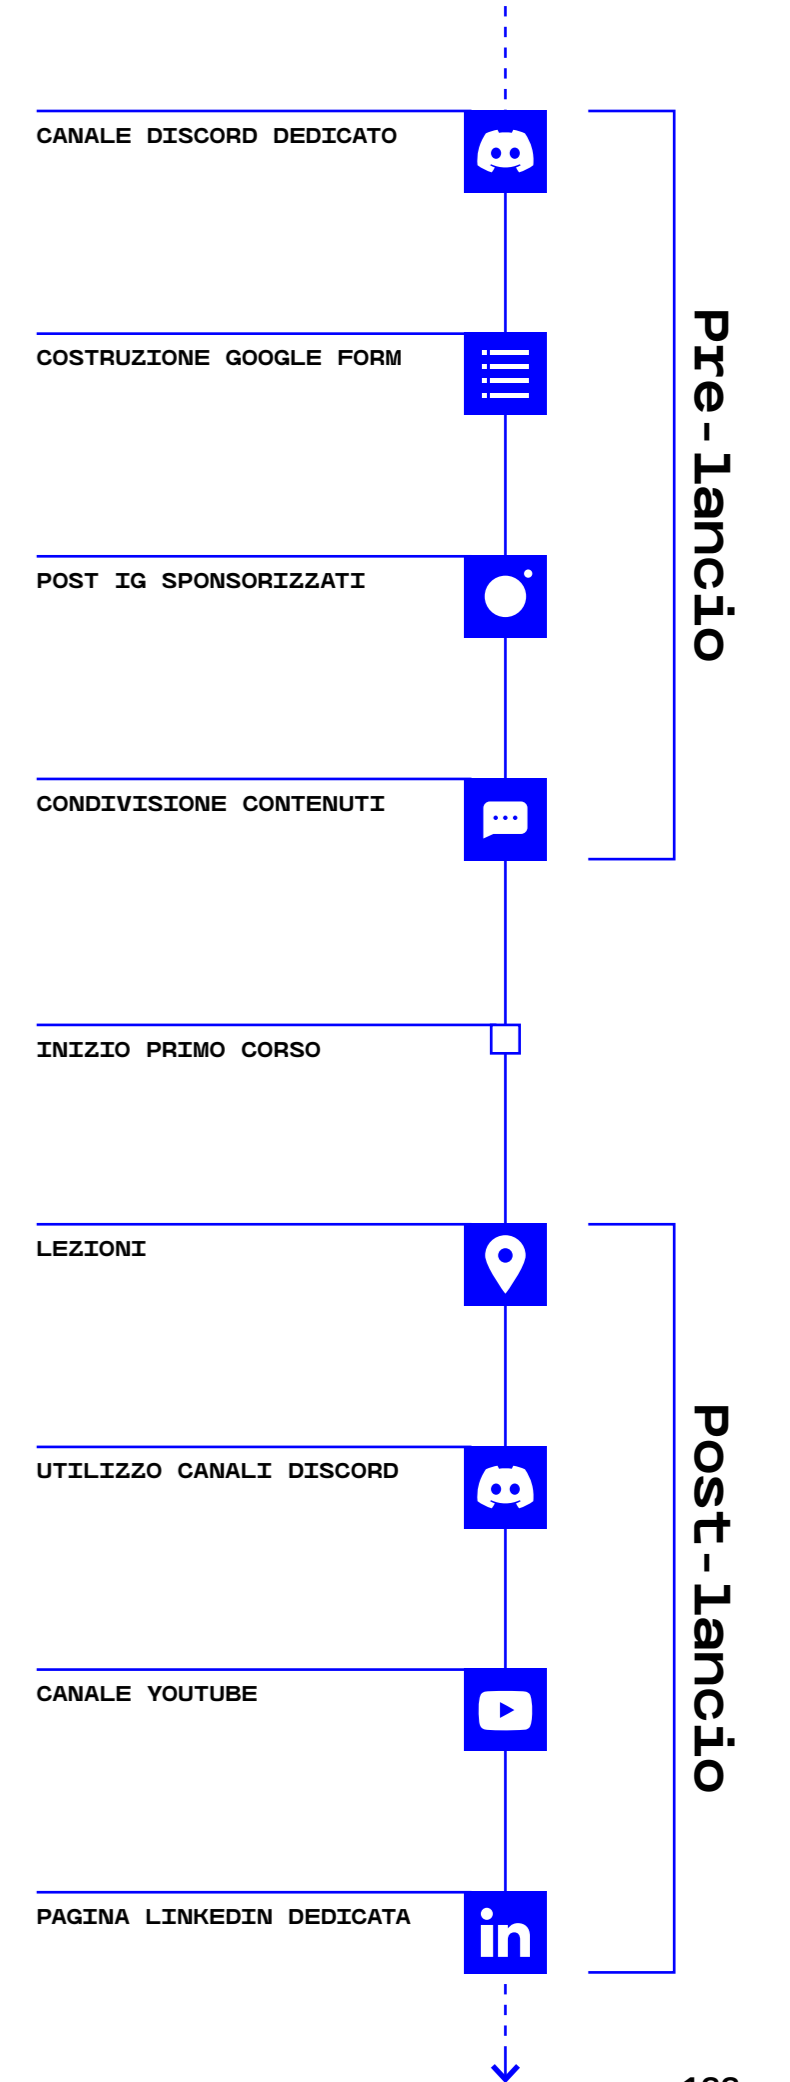 CANALE DISCORD DEDICATO
COSTRUZIONE GOOGLE FORM
POST IG SPONSORIZZATI
CONDIVISIONE CONTENUTI
Pre-lancio
INIZIO PRIMO CORSO
LEZIONI
UTILIZZO CANALI DISCORD
CANALE YOUTUBE
PAGINA LINKEDIN DEDICATA
in
Post-lancio